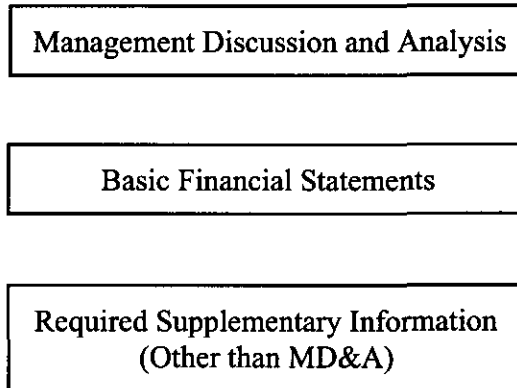 Management Discussion and Analysis
Basic Financial Statements
Required Supplementary Information
(Other than MD&A)